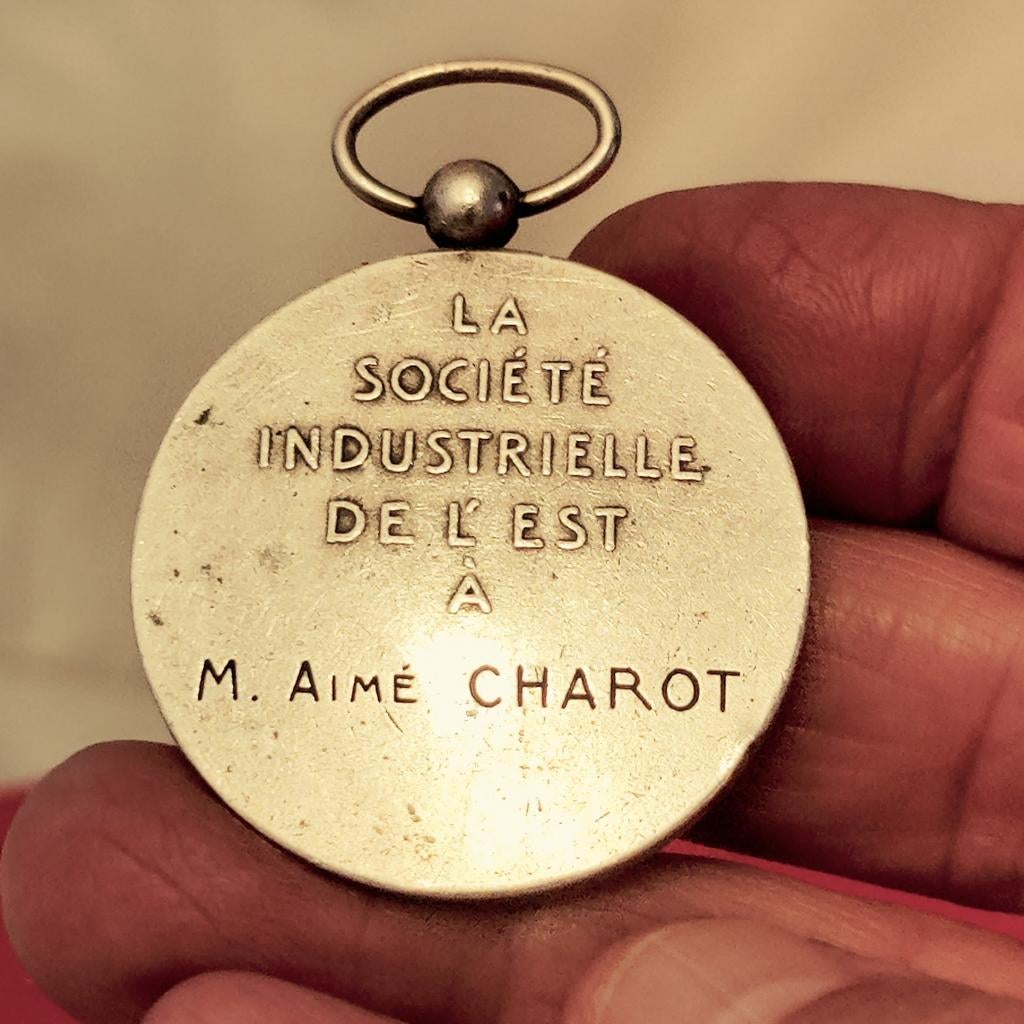 LA
SOCIÉTÉ
INDUSTRIELLE
DE L'EST
À
M. AIMÉ CHAROT